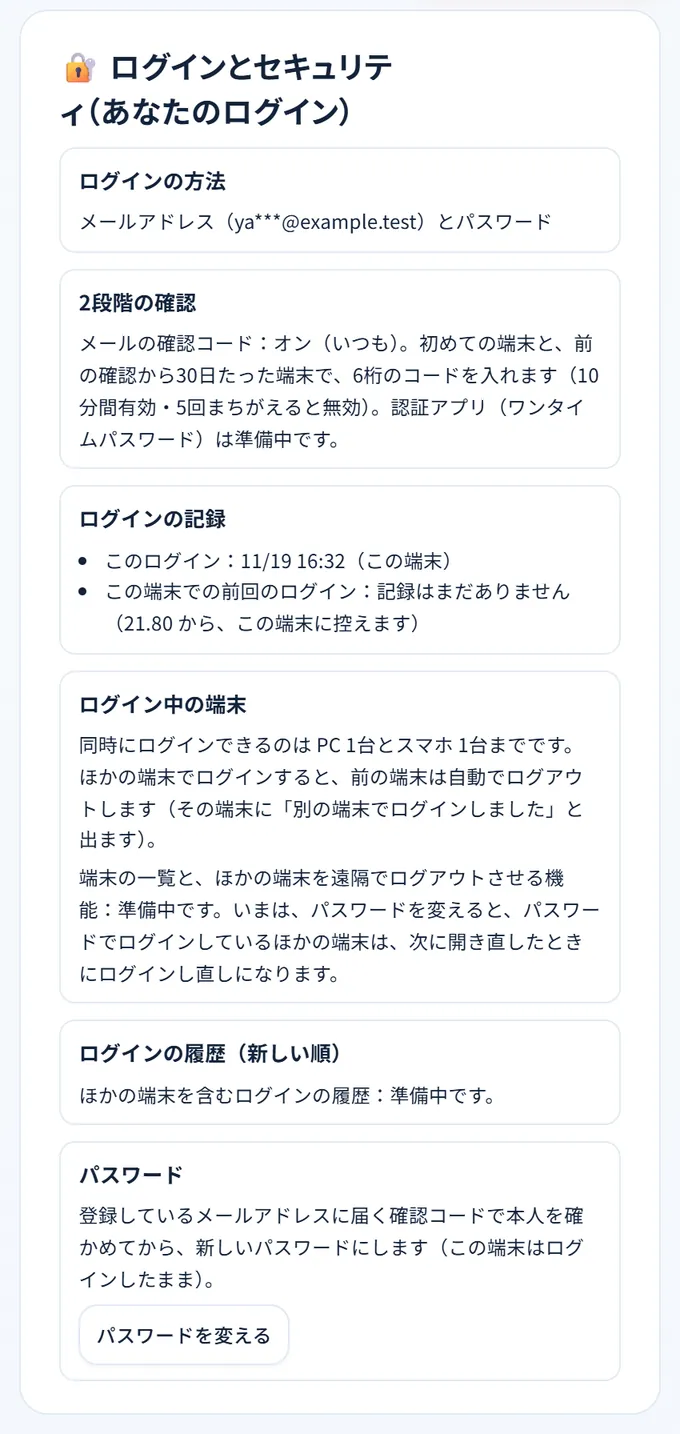 🔐 ログインとセキュリテ
ィ(あなたのログイン)
ログインの方法
メールアドレス（ya***@example.test）とパスワード
2段階の確認
メールの確認コード：オン（いつも）。初めての端末と、前
の確認から30日たった端末で、6桁のコードを入れます（10
分間有効・5回まちがえると無効）。認証アプリ（ワンタイ
ムパスワード）は準備中です。
ログインの記録
• このログイン：11/19 16:32（この端末）
• この端末での前回のログイン：記録はまだありません
（21.80 から、この端末に控えます）
ログイン中の端末
同時にログインできるのは PC 1台とスマホ 1台までです。
ほかの端末でログインすると、前の端末は自動でログアウ
トします（その端末に「別の端末でログインしました」と
出ます）。
端末の一覧と、ほかの端末を遠隔でログアウトさせる機
能：準備中です。いまは、パスワードを変えると、パスワー
ドでログインしているほかの端末は、次に開き直したとき
にログインし直しになります。
ログインの履歴（新しい順）
ほかの端末を含むログインの履歴：準備中です。
パスワード
登録しているメールアドレスに届く確認コードで本人を確
かめてから、新しいパスワードにします（この端末はログ
インしたまま）。
パスワードを変える